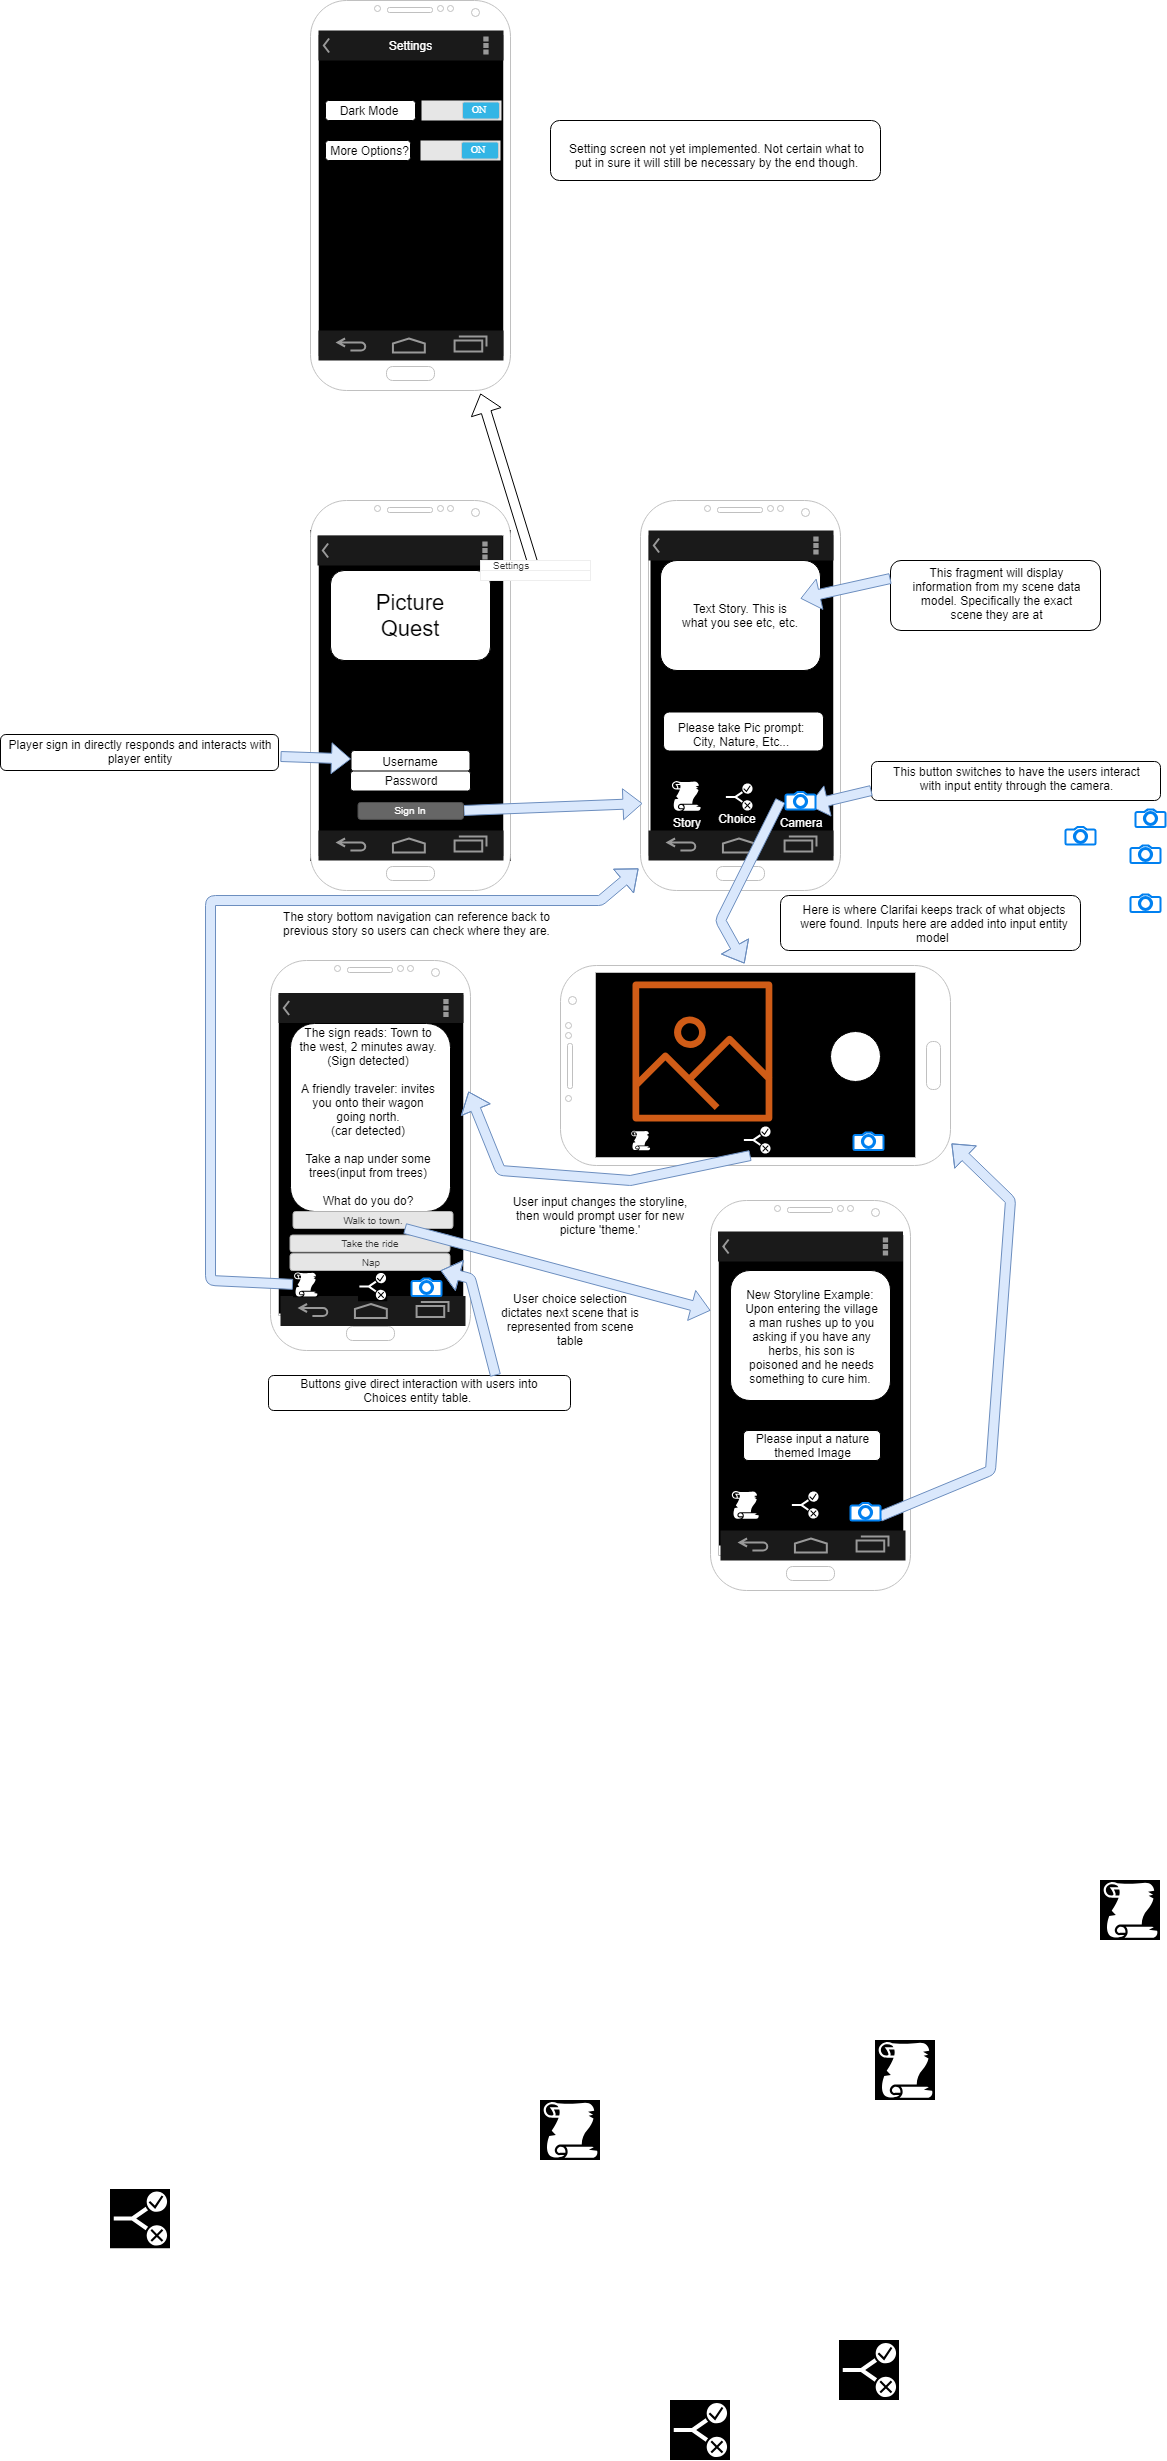 Settings
Dark Mode
ON
More Options?
ON
Setting screen not yet implemented. Not certain what to
put in sure it will still be necessary by the end though.
Settings
Picture
Quest
Username
Password
Sign In
Player sign in directly responds and interacts with
player entity
Text Story. This is
what you see etc, etc.
Please take Pic prompt:
City, Nature, Etc...
Story
Choice
Camera
This fragment will display
information from my scene data
model. Specifically the exact
scene they are at
This button switches to have the users interact
with input entity through the camera.
Here is where Clarifai keeps track of what objects
were found. Inputs here are added into input entity
model
The story bottom navigation can reference back to
previous story so users can check where they are.
The sign reads: Town to
the west, 2 minutes away.
(Sign detected)
A friendly traveler: invites
you onto their wagon
going north.
(car detected)
Take a nap under some
trees(input from trees)
What do you do?
Walk to town.
Take the ride
Nap
User input changes the storyline,
then would prompt user for new
picture 'theme.'
User choice selection
dictates next scene that is
represented from scene
table
Buttons give direct interaction with users into
Choices entity table.
New Storyline Example:
Upon entering the village
a man rushes up to you
asking if you have any
herbs, his son is
poisoned and he needs
something to cure him.
Please input a nature
themed Image